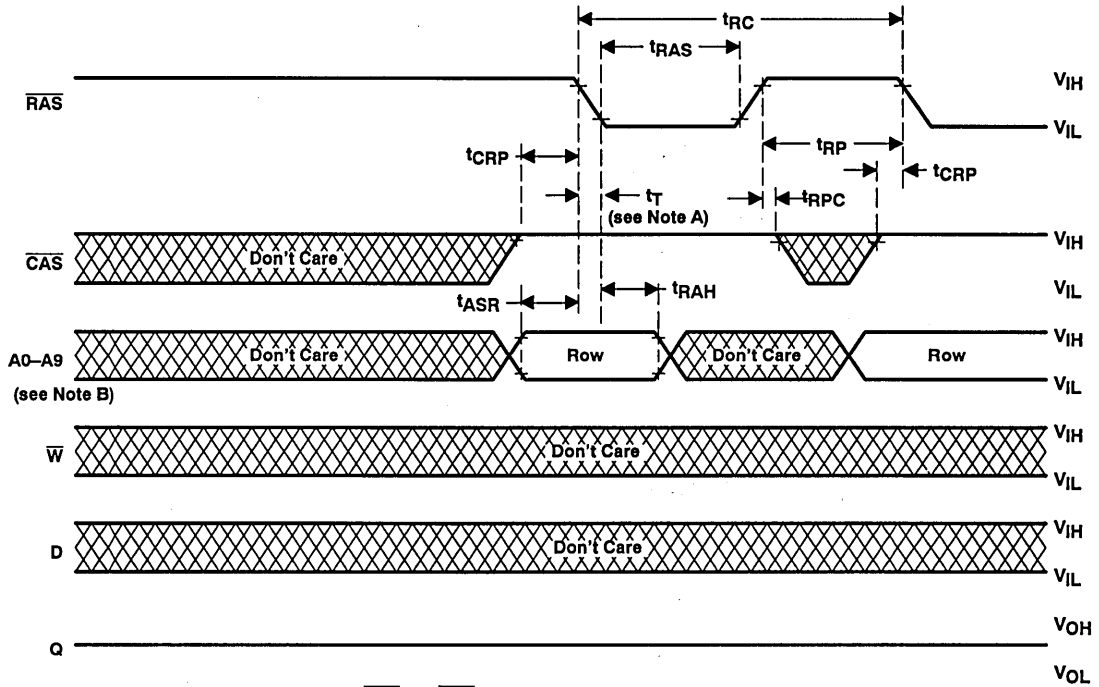 tRC
tRAS
RAS
VIH
VIL
tCRP
tRP
tCRP
tT
(see Note A)
tRPC
CAS
Don't Care
VIH
VIL
tASR
tRAH
A0–A9
(see Note B)
Don't Care
Row
Don't Care
Row
VIH
VIL
W
Don't Care
VIH
VIL
D
Don't Care
VIH
VIL
Q
VOH
VOL